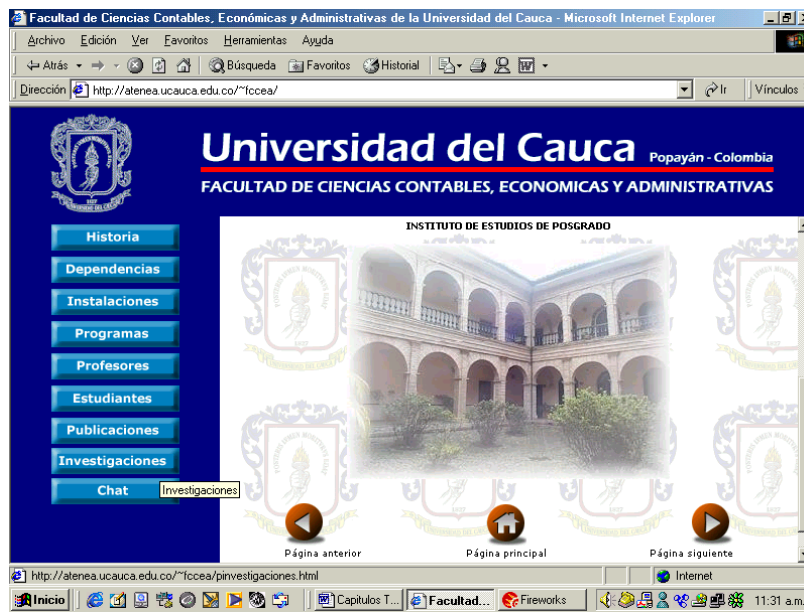 Facultad de Ciencias Contables, Económicas y Administrativas de la Universidad del Cauca - Microsoft Internet Explorer
Archivo Edición Ver Favoritos Herramientas Ayuda
Atrás Búsqueda Favoritos Historial
Dirección http://atenea.ucauca.edu.co/~fccea/ Ir Vínculos
Universidad del Cauca Popayán - Colombia
FACULTAD DE CIENCIAS CONTABLES, ECONOMICAS Y ADMINISTRATIVAS
INSTITUTO DE ESTUDIOS DE POSGRADO
Historia
Dependencias
Instalaciones
Programas
Profesores
Estudiantes
Publicaciones
Investigaciones
Chat
Investigaciones
Página anterior Página principal Página siguiente
http://atenea.ucauca.edu.co/~fccea/pinvestigaciones.html Internet
Inicio Capitulos T... Facultad... Fireworks 11:31 a.m.